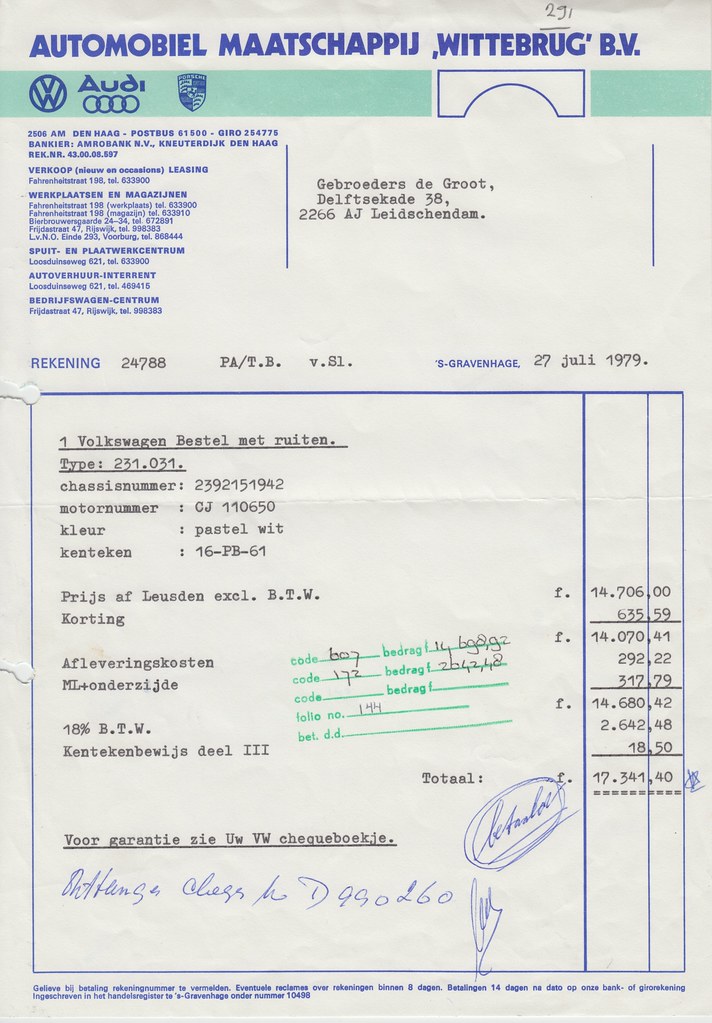 291
AUTOMOBIEL MAATSCHAPPIJ ‚WITTEBRUG' B.V.
VW Audi PORSCHE
2506 AM DEN HAAG - POSTBUS 61500 - GIRO 254775
BANKIER: AMROBANK N.V., KNEUTERDIJK DEN HAAG
REK.NR. 43.00.08.597
VERKOOP (nieuw en occasions) LEASING
Fahrenheitstraat 198, tel. 633900
WERKPLAATSEN EN MAGAZIJNEN
Fahrenheitstraat 198 (werkplaats) tel. 633900
Fahrenheitstraat 198 (magazijn) tel. 633910
Bierbrouwersgaarde 24-34, tel. 672891
Frijdastraat 47, Rijswijk, tel. 998383
L.v.N.O. Einde 293, Voorburg, tel. 868444
SPUIT- EN PLAATWERKCENTRUM
Loosduinseweg 621, tel. 633900
AUTOVERHUUR-INTERRENT
Loosduinseweg 621, tel. 469415
BEDRIJFSWAGEN-CENTRUM
Frijdastraat 47, Rijswijk, tel. 998383
Gebroeders de Groot,
Delftsekade 38,
2266 AJ Leidschendam.
REKENING 24788 PA/T.B. v.Sl. 'S-GRAVENHAGE, 27 juli 1979.
1 Volkswagen Bestel met ruiten.
Type: 231.031.
chassisnummer: 2392151942
motornummer : CJ 110650
kleur : pastel wit
kenteken : 16-PB-61
Prijs af Leusden excl. B.T.W. f. 14.706,00
Korting 635,59
f. 14.070,41
Afleveringskosten 292,22
ML+onderzijde 317,79
f. 14.680,42
18% B.T.W. 2.642,48
Kentekenbewijs deel III 18,50
Totaal: f. 17.341,40
code 607 bedrag f 14,698,92
code 172 bedrag f 2642,48
code bedrag f
folio no. 144
bet. d.d.
betaald
Voor garantie zie Uw VW chequeboekje.
Ontvangen cheque no D 990260
Gelieve bij betaling rekeningnummer te vermelden. Eventuele reclames over rekeningen binnen 8 dagen. Betalingen 14 dagen na dato op onze bank- of girorekening
Ingeschreven in het handelsregister te 's-Gravenhage onder nummer 10498